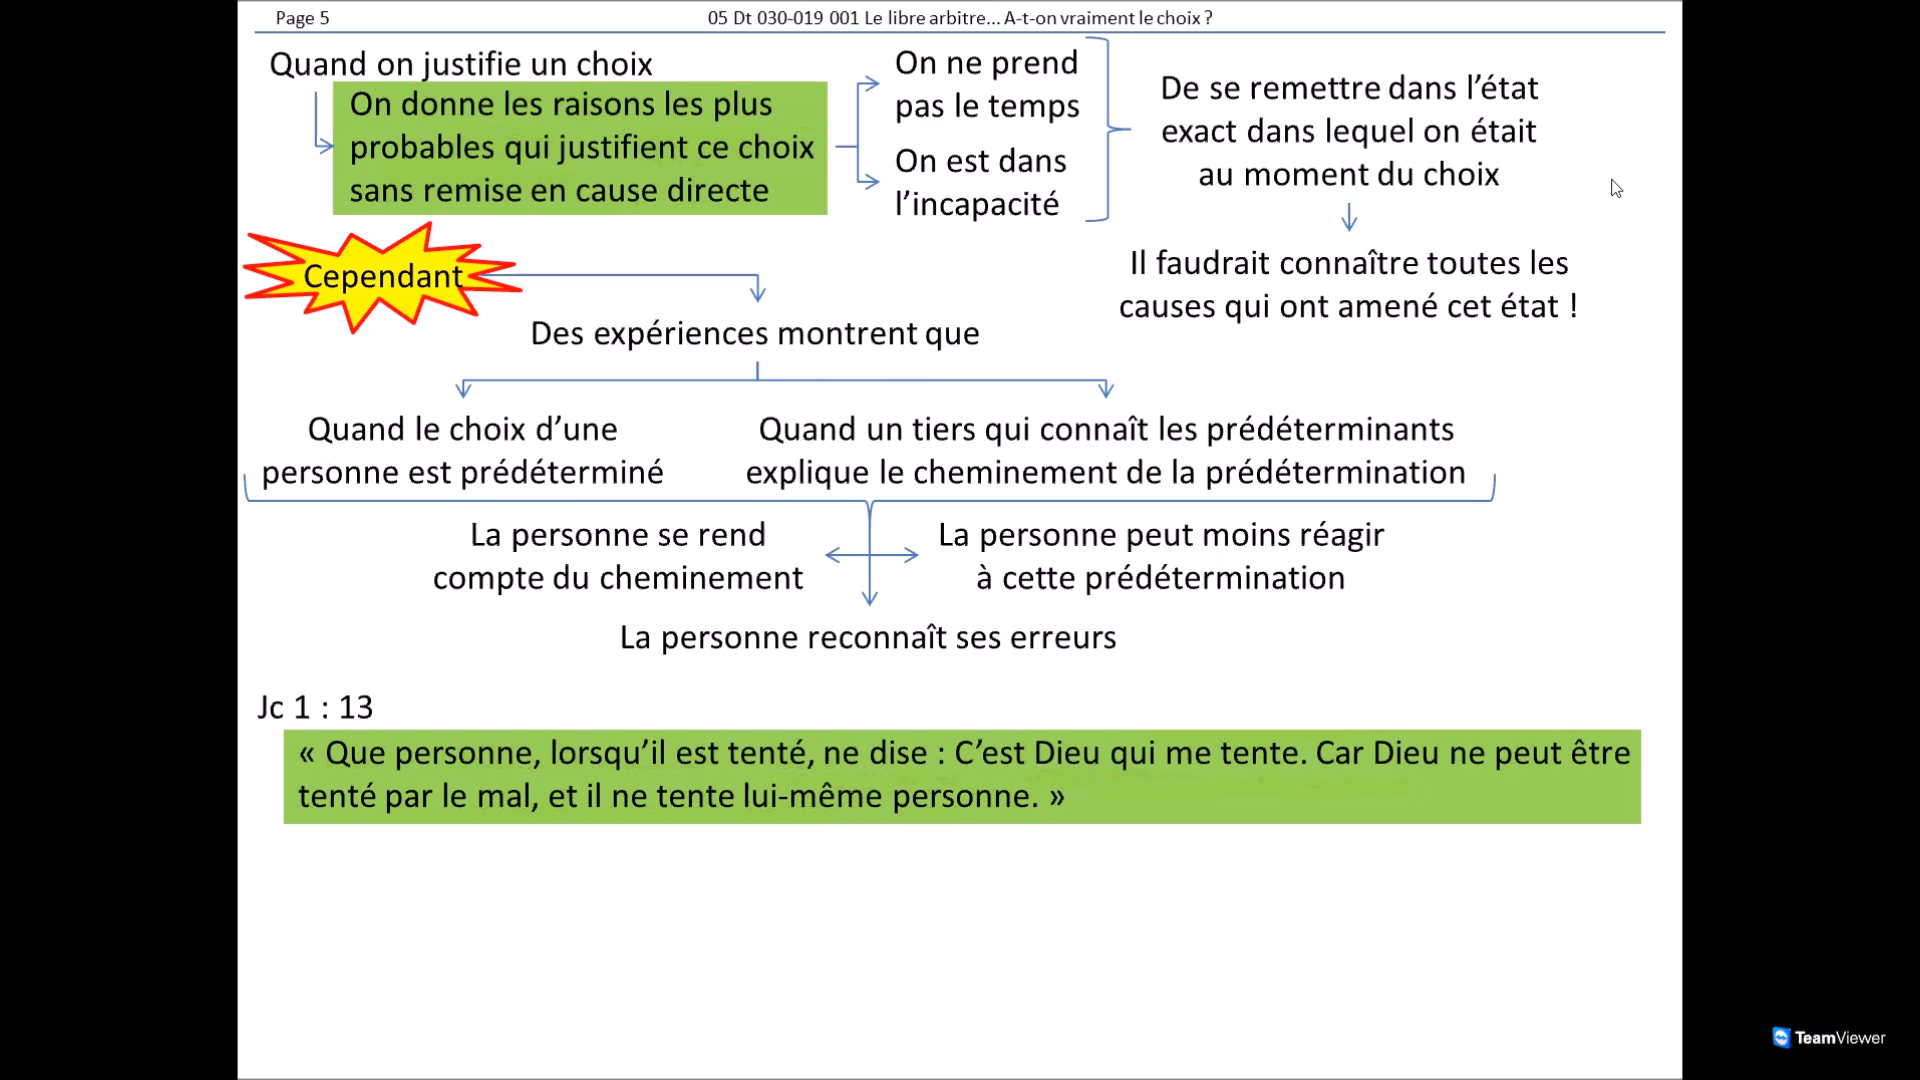 Page 5
05 Dt 030-019 001 Le libre arbitre... A-t-on vraiment le choix ?
Quand on justifie un choix
On donne les raisons les plus
probables qui justifient ce choix
sans remise en cause directe
On ne prend
pas le temps
On est dans
l’incapacité
De se remettre dans l’état
exact dans lequel on était
au moment du choix
Il faudrait connaître toutes les
causes qui ont amené cet état !
Cependant
Des expériences montrent que
Quand le choix d’une
personne est prédéterminé
Quand un tiers qui connaît les prédéterminants
explique le cheminement de la prédétermination
La personne se rend
compte du cheminement
La personne peut moins réagir
à cette prédétermination
La personne reconnaît ses erreurs
Jc 1 : 13
« Que personne, lorsqu’il est tenté, ne dise : C’est Dieu qui me tente. Car Dieu ne peut être
tenté par le mal, et il ne tente lui-même personne. »
TeamViewer